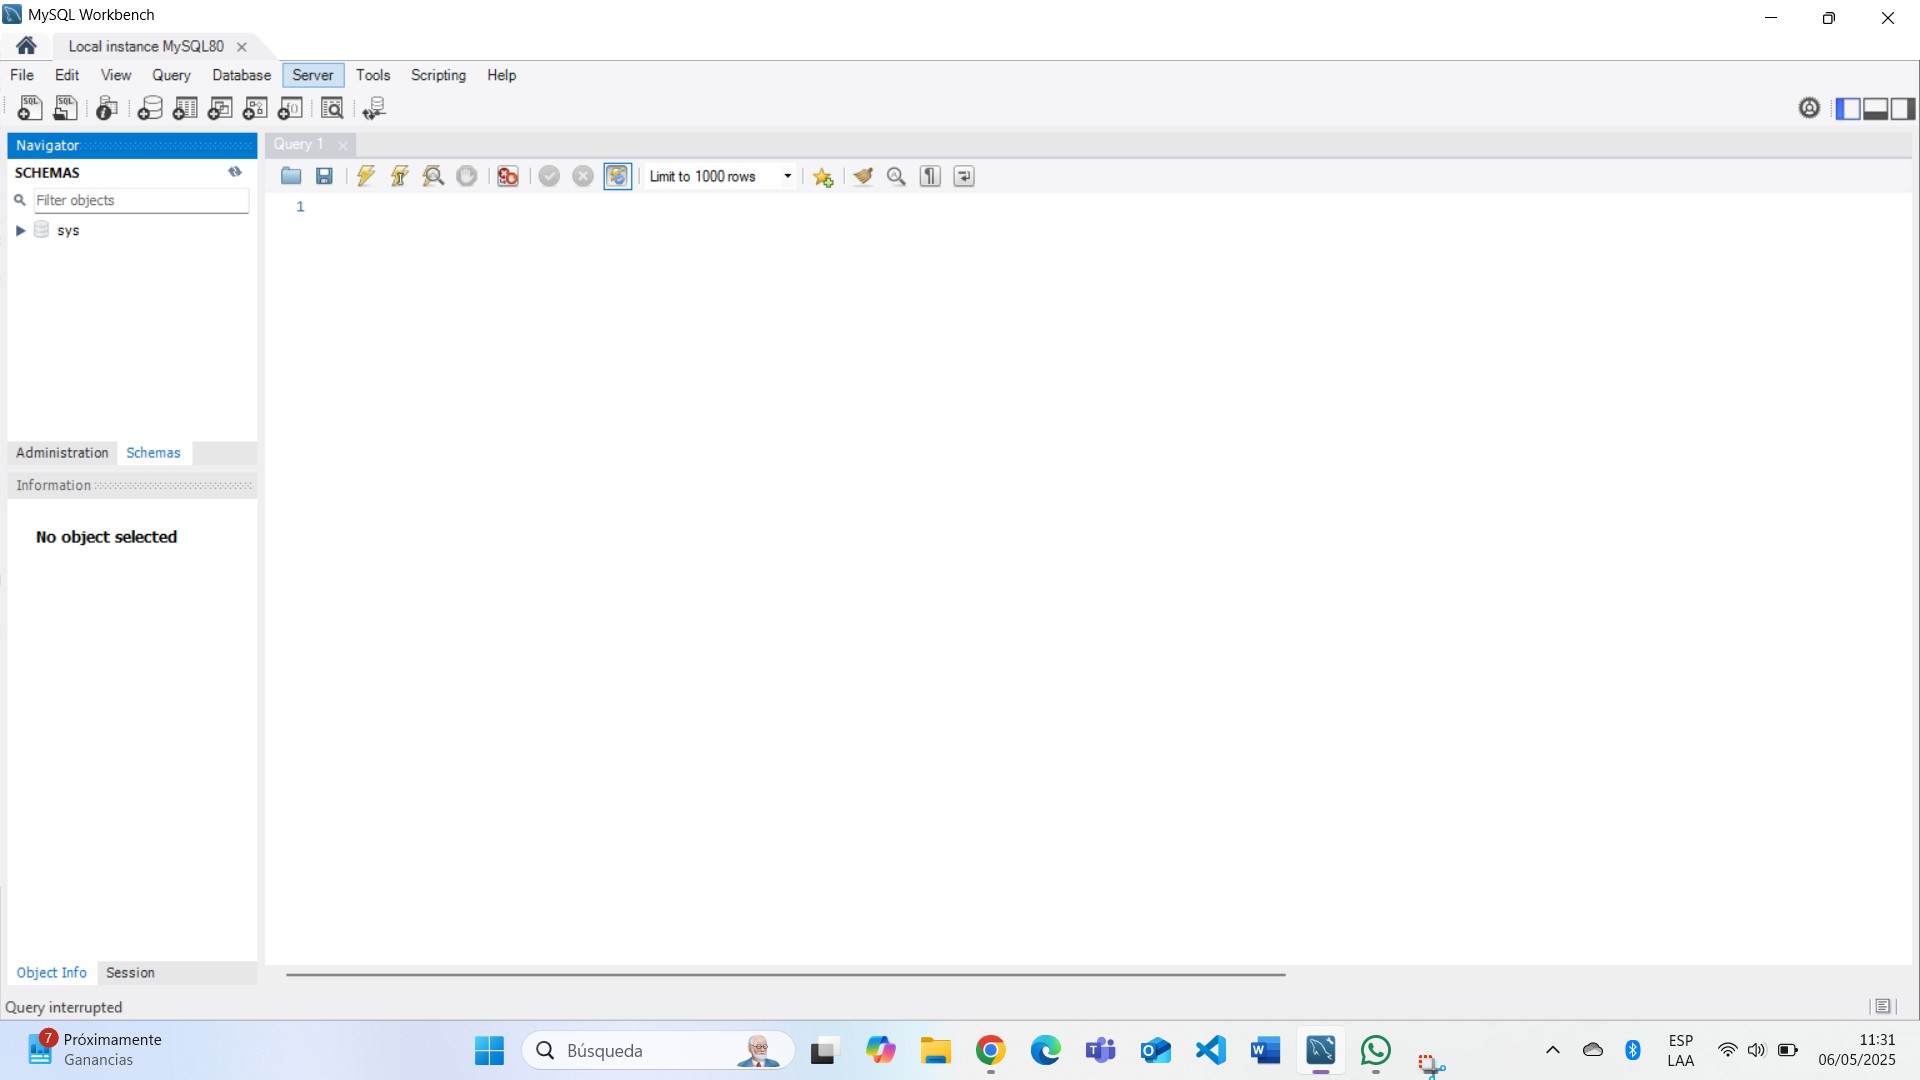 MySQL Workbench
Local instance MySQL80
File Edit View Query Database Server Tools Scripting Help
Navigator
Query 1
SCHEMAS
Limit to 1000 rows
Filter objects
1
sys
Administration Schemas
Information
No object selected
Object Info Session
Query interrupted
7
Próximamente
Ganancias
Búsqueda
ESP
LAA
11:31
06/05/2025